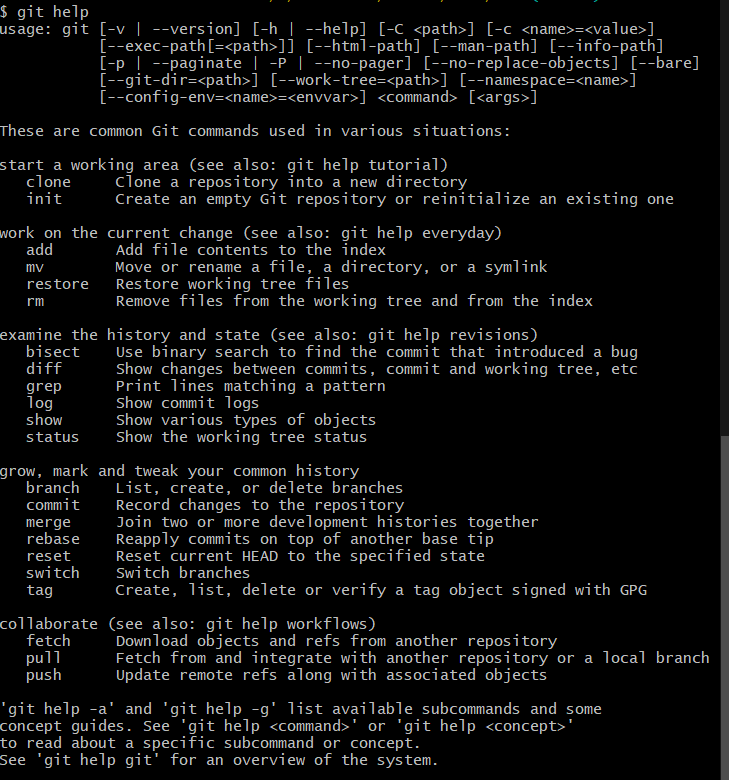 $ git help
usage: git [-v | --version] [-h | --help] [-C <path>] [-c <name>=<value>]
           [--exec-path[=<path>]] [--html-path] [--man-path] [--info-path]
           [-p | --paginate | -P | --no-pager] [--no-replace-objects] [--bare]
           [--git-dir=<path>] [--work-tree=<path>] [--namespace=<name>]
           [--config-env=<name>=<envvar>] <command> [<args>]

These are common Git commands used in various situations:

start a working area (see also: git help tutorial)
   clone     Clone a repository into a new directory
   init      Create an empty Git repository or reinitialize an existing one

work on the current change (see also: git help everyday)
   add       Add file contents to the index
   mv        Move or rename a file, a directory, or a symlink
   restore   Restore working tree files
   rm        Remove files from the working tree and from the index

examine the history and state (see also: git help revisions)
   bisect    Use binary search to find the commit that introduced a bug
   diff      Show changes between commits, commit and working tree, etc
   grep      Print lines matching a pattern
   log       Show commit logs
   show      Show various types of objects
   status    Show the working tree status

grow, mark and tweak your common history
   branch    List, create, or delete branches
   commit    Record changes to the repository
   merge     Join two or more development histories together
   rebase    Reapply commits on top of another base tip
   reset     Reset current HEAD to the specified state
   switch    Switch branches
   tag       Create, list, delete or verify a tag object signed with GPG

collaborate (see also: git help workflows)
   fetch     Download objects and refs from another repository
   pull      Fetch from and integrate with another repository or a local branch
   push      Update remote refs along with associated objects

'git help -a' and 'git help -g' list available subcommands and some
concept guides. See 'git help <command>' or 'git help <concept>'
to read about a specific subcommand or concept.
See 'git help git' for an overview of the system.